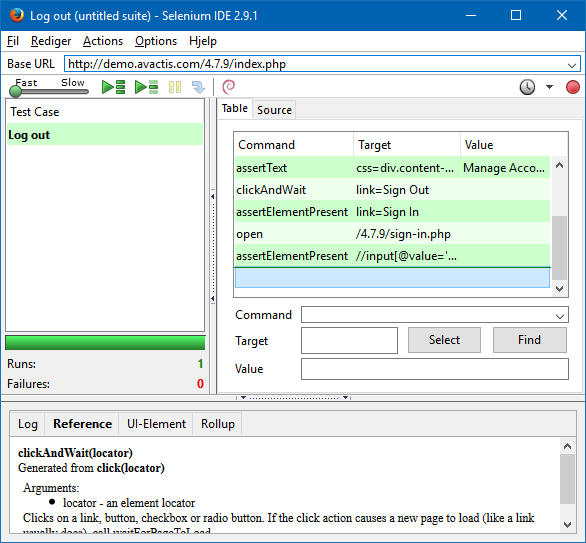 Log out (untitled suite) - Selenium IDE 2.9.1
Fil Rediger Actions Options Hjelp
Base URL http://demo.avactis.com/4.7.9/index.php
Fast Slow
Test Case
Log out
Table Source
Command Target Value
assertText css=div.content-... Manage Acco...
clickAndWait link=Sign Out
assertElementPresent link=Sign In
open /4.7.9/sign-in.php
assertElementPresent //input[@value='...
Command
Target Select Find
Value
Runs: 1
Failures: 0
Log Reference UI-Element Rollup
clickAndWait(locator)
Generated from click(locator)
Arguments:
locator - an element locator
Clicks on a link, button, checkbox or radio button. If the click action causes a new page to load (like a link
usually does), call waitForPageToLoad.